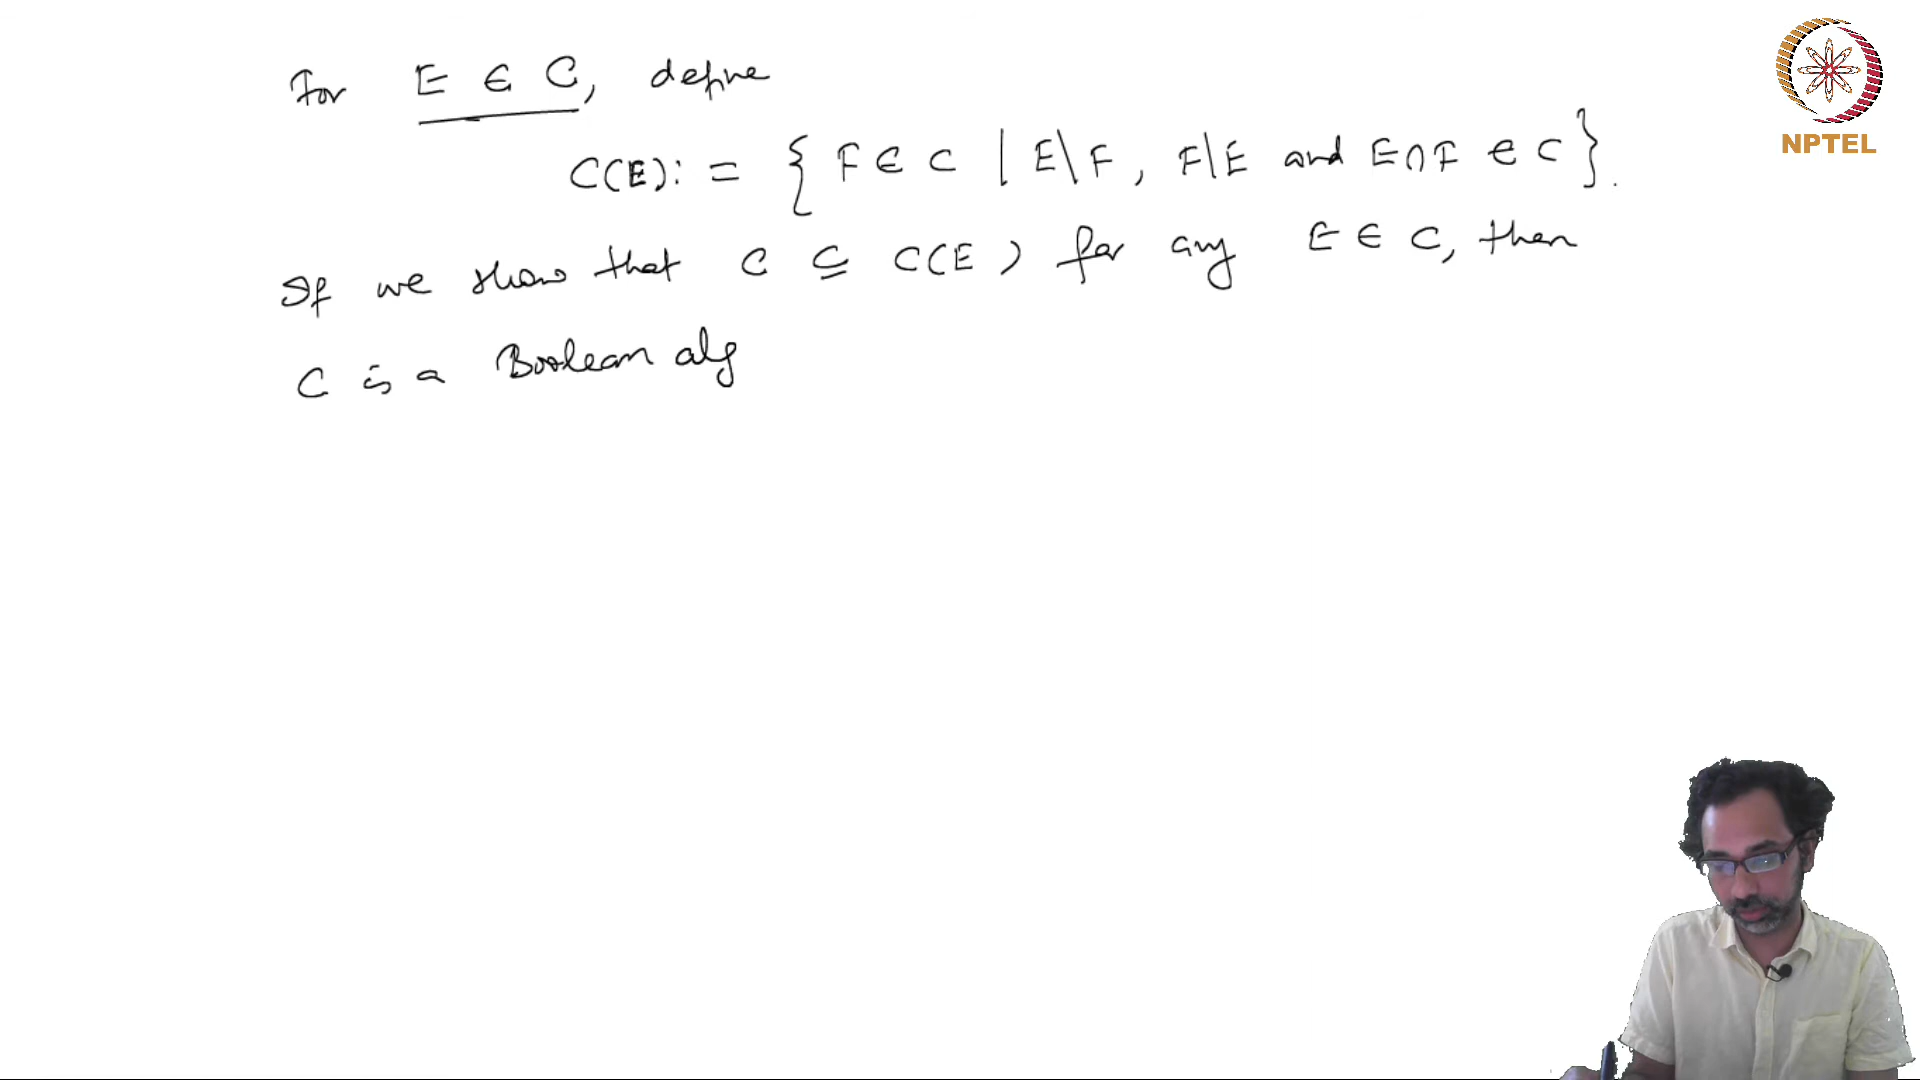 For E ∈ C, define
C(E) := { F ∈ C | E\F, F\E and E∩F ∈ C }.
If we show that C ⊆ C(E) for any E ∈ C, then
C is a Boolean alg
NPTEL